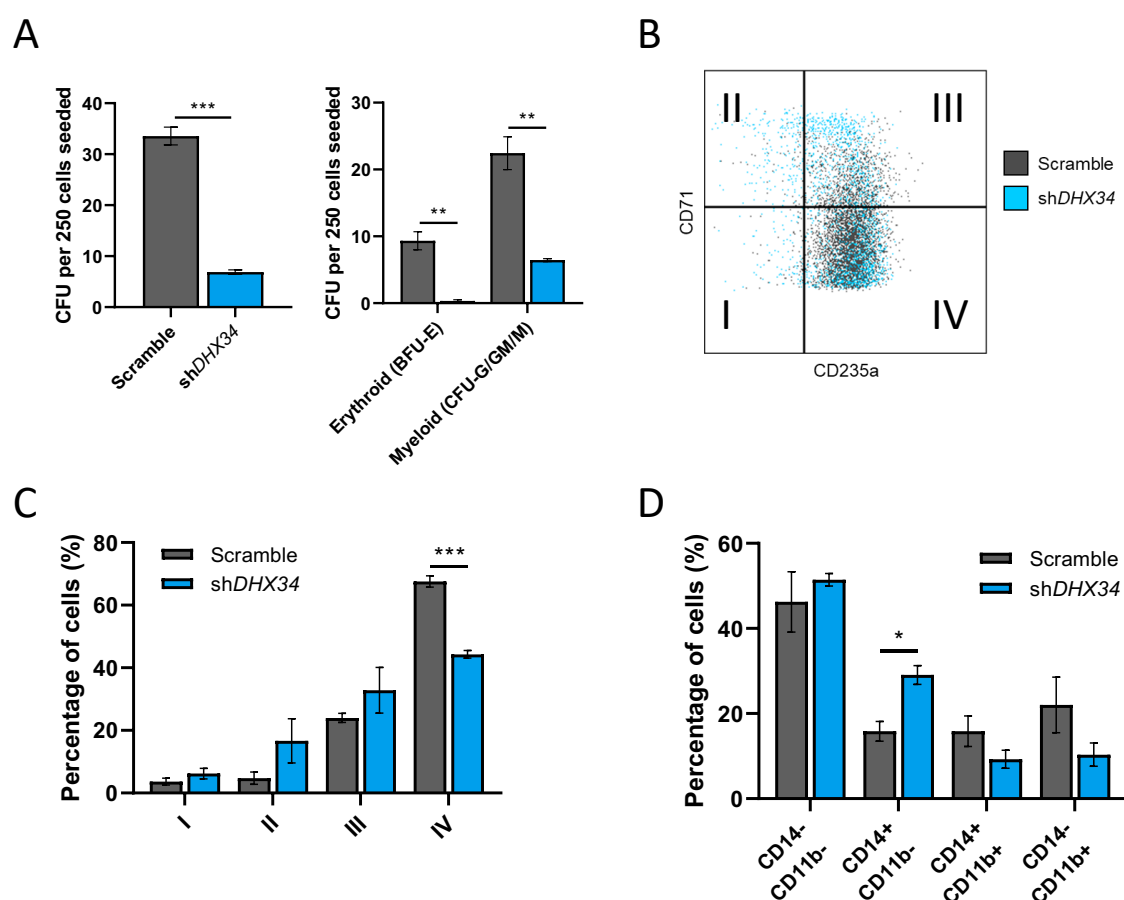 A
CFU per 250 cells seeded
40
30
20
10
0
***
Scramble
shDHX34
CFU per 250 cells seeded
30
20
10
0
**
**
Erythroid (BFU-E)
Myeloid (CFU-G/GM/M)
B
II
III
I
IV
CD71
CD235a
Scramble
shDHX34
C
Percentage of cells (%)
80
60
40
20
0
Scramble
shDHX34
***
I
II
III
IV
D
Percentage of cells (%)
60
40
20
0
Scramble
shDHX34
*
CD14-
CD11b-
CD14+
CD11b-
CD14+
CD11b+
CD14-
CD11b+